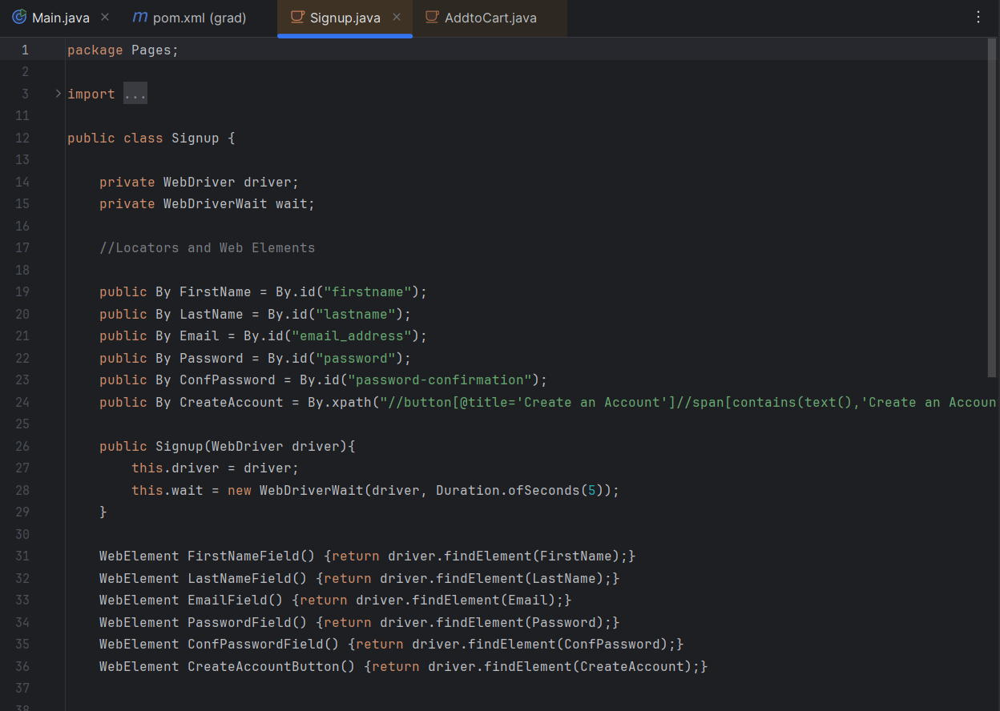 Main.java × m pom.xml (grad) Signup.java × AddtoCart.java
1 package Pages;
2
3 import ...
11
12 public class Signup {
13
14 private WebDriver driver;
15 private WebDriverWait wait;
16
17 //Locators and Web Elements
18
19 public By FirstName = By.id("firstname");
20 public By LastName = By.id("lastname");
21 public By Email = By.id("email_address");
22 public By Password = By.id("password");
23 public By ConfPassword = By.id("password-confirmation");
24 public By CreateAccount = By.xpath("//button[@title='Create an Account']//span[contains(text(),'Create an Accoun
25
26 public Signup(WebDriver driver){
27 this.driver = driver;
28 this.wait = new WebDriverWait(driver, Duration.ofSeconds(5));
29 }
30
31 WebElement FirstNameField() {return driver.findElement(FirstName);}
32 WebElement LastNameField() {return driver.findElement(LastName);}
33 WebElement EmailField() {return driver.findElement(Email);}
34 WebElement PasswordField() {return driver.findElement(Password);}
35 WebElement ConfPasswordField() {return driver.findElement(ConfPassword);}
36 WebElement CreateAccountButton() {return driver.findElement(CreateAccount);}
37
38